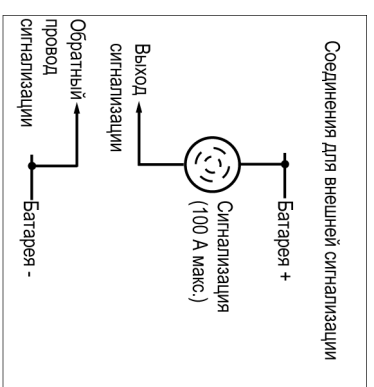 Соединения для внешней сигнализации
Батарея +
Сигнализация
(100 А макс.)
Выход
сигнализации
Обратный
провод
сигнализации
Батарея -